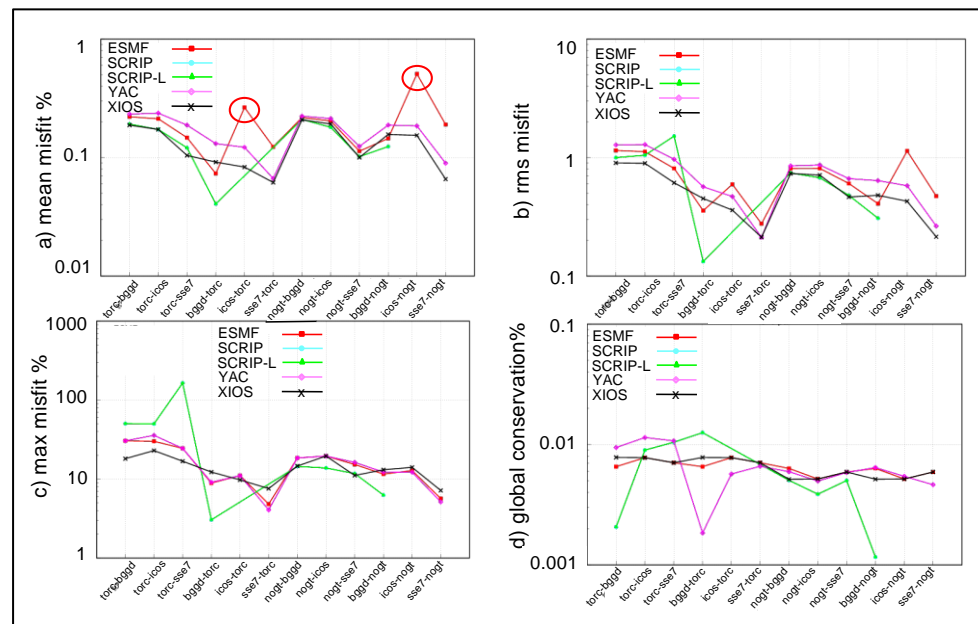 1
0.1
0.01
a) mean misfit %
ESMF
SCRIP
SCRIP-L
YAC
XIOS
torc-bggd
torc-icos
torc-sse7
bggd-torc
icos-torc
sse7-torc
nogt-bggd
nogt-icos
nogt-sse7
bggd-nogt
icos-nogt
sse7-nogt
10
1
0.1
b) rms misfit
ESMF
SCRIP
SCRIP-L
YAC
XIOS
torc-bggd
torc-icos
torc-sse7
bggd-torc
icos-torc
sse7-torc
nogt-bggd
nogt-icos
nogt-sse7
bggd-nogt
icos-nogt
sse7-nogt
1000
100
10
1
c) max misfit %
ESMF
SCRIP
SCRIP-L
YAC
XIOS
torc-bggd
torc-icos
torc-sse7
bggd-torc
icos-torc
sse7-torc
nogt-bggd
nogt-icos
nogt-sse7
bggd-nogt
icos-nogt
sse7-nogt
0.1
0.01
0.001
d) global conservation%
ESMF
SCRIP
SCRIP-L
YAC
XIOS
torc-bggd
torc-icos
torc-sse7
bggd-torc
icos-torc
sse7-torc
nogt-bggd
nogt-icos
nogt-sse7
bggd-nogt
icos-nogt
sse7-nogt